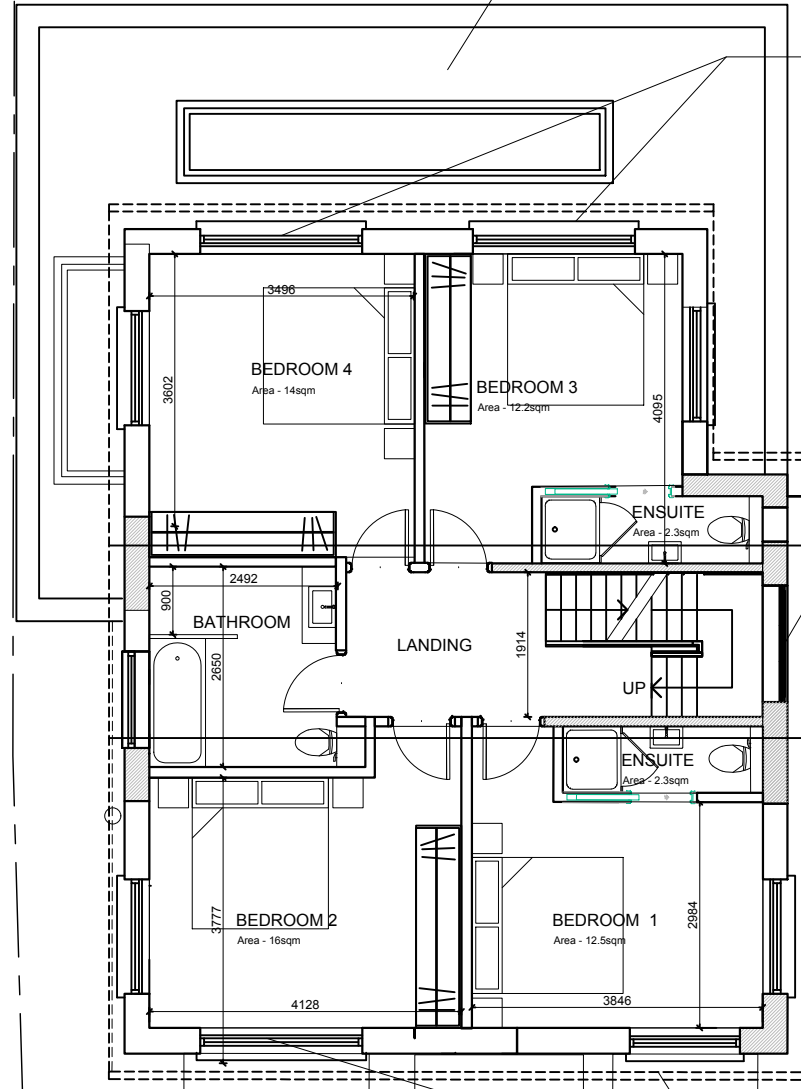 3496
BEDROOM 4
Area - 14sqm
3602
BEDROOM 3
Area - 12.2sqm
4095
ENSUITE
Area - 2.3sqm
2492
900
BATHROOM
2650
LANDING
1914
UP
ENSUITE
Area - 2.3sqm
BEDROOM 2
Area - 16sqm
3777
4128
BEDROOM 1
Area - 12.5sqm
2984
3846